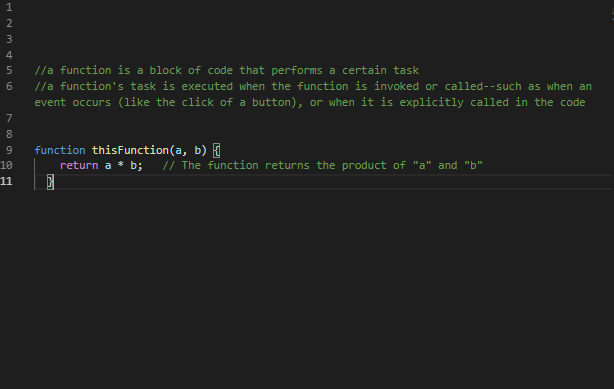 1
2
3
4
5 //a function is a block of code that performs a certain task
6 //a function's task is executed when the function is invoked or called--such as when an
event occurs (like the click of a button), or when it is explicitly called in the code
7
8
9 function thisFunction(a, b) {
10 return a * b; // The function returns the product of "a" and "b"
11 }